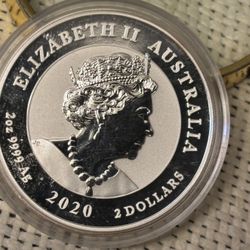 ELIZABETH II AUSTRALIA
2oz 9999 Ag
2020
2 DOLLARS